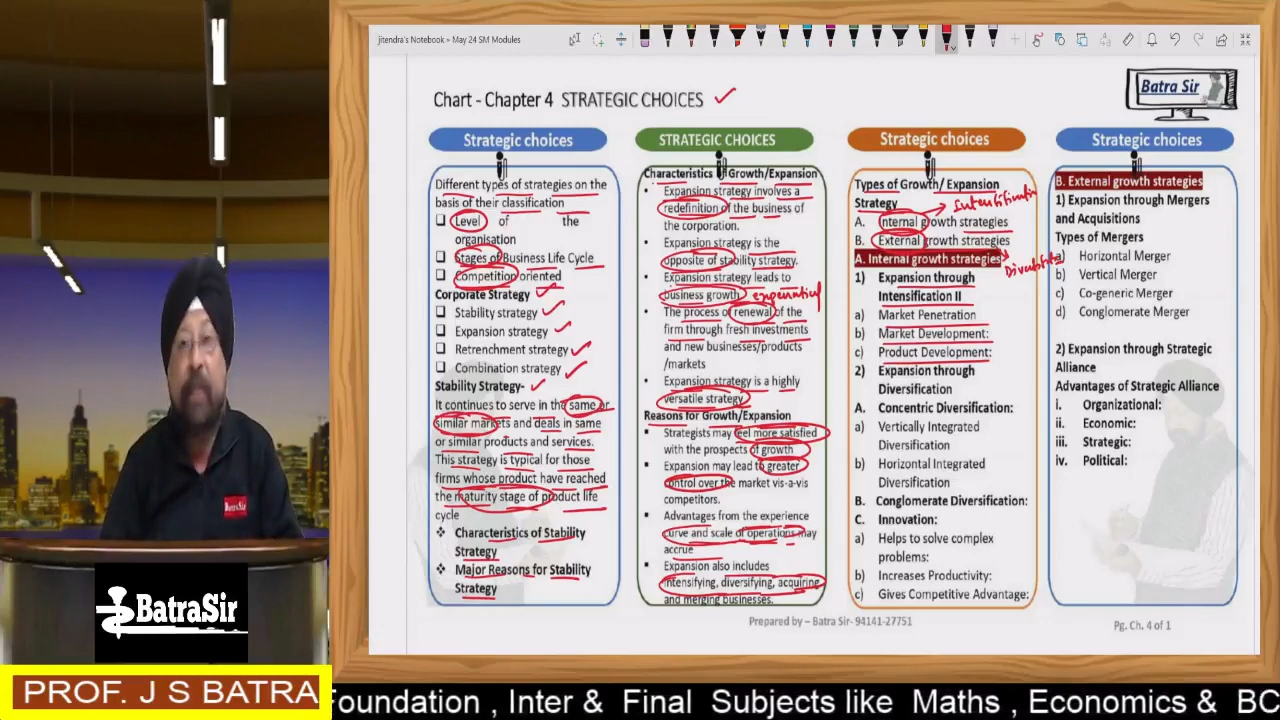 jitendra's Notebook » May 24 SM Modules
Chart - Chapter 4 STRATEGIC CHOICES
Batra Sir
Strategic choices
Different types of strategies on the
basis of their classification
Level of the
organisation
Stages of Business Life Cycle
Competition oriented
Corporate Strategy
Stability strategy
Expansion strategy
Retrenchment strategy
Combination strategy
Stability Strategy-
It continues to serve in the same or
similar markets and deals in same
or similar products and services.
This strategy is typical for those
firms whose product have reached
the maturity stage of product life
cycle
Characteristics of Stability
Strategy
Major Reasons for Stability
Strategy
STRATEGIC CHOICES
Characteristics of Growth/Expansion
Expansion strategy involves a
redefinition of the business of
the corporation.
Expansion strategy is the
opposite of stability strategy.
Expansion strategy leads to
business growth
The process of renewal of the
firm through fresh investments
and new businesses/products
/markets
Expansion strategy is a highly
versatile strategy
Reasons for Growth/Expansion
Strategists may feel more satisfied
with the prospects of growth
Expansion may lead to greater
control over the market vis-a-vis
competitors.
Advantages from the experience
curve and scale of operations may
accrue
Expansion also includes
intensifying, diversifying, acquiring
and merging businesses.
Strategic choices
Types of Growth/ Expansion
Strategy
A. Internal growth strategies
B. External growth strategies
A. Internal growth strategies
1) Expansion through
Intensification II
a) Market Penetration
b) Market Development:
c) Product Development:
2) Expansion through
Diversification
A. Concentric Diversification:
a) Vertically Integrated
Diversification
b) Horizontal Integrated
Diversification
B. Conglomerate Diversification:
C. Innovation:
a) Helps to solve complex
problems:
b) Increases Productivity:
c) Gives Competitive Advantage:
Strategic choices
B. External growth strategies
1) Expansion through Mergers
and Acquisitions
Types of Mergers
a) Horizontal Merger
b) Vertical Merger
c) Co-generic Merger
d) Conglomerate Merger
2) Expansion through Strategic
Alliance
Advantages of Strategic Alliance
i. Organizational:
ii. Economic:
iii. Strategic:
iv. Political:
Prepared by – Batra Sir- 94141-27751
Pg. Ch. 4 of 1
BatraSir
BatraSir
PROF. J S BATRA
Foundation , Inter & Final Subjects like Maths , Economics & BC